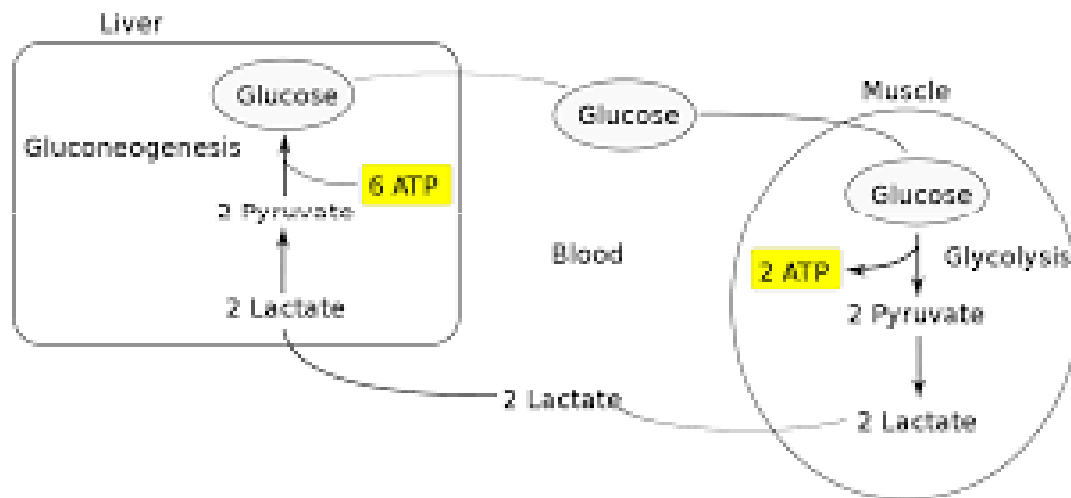 Liver
Glucose
Gluconeogenesis
6 ATP
2 Pyruvate
2 Lactate
Glucose
Blood
2 Lactate
Muscle
Glucose
2 ATP
Glycolysis
2 Pyruvate
2 Lactate